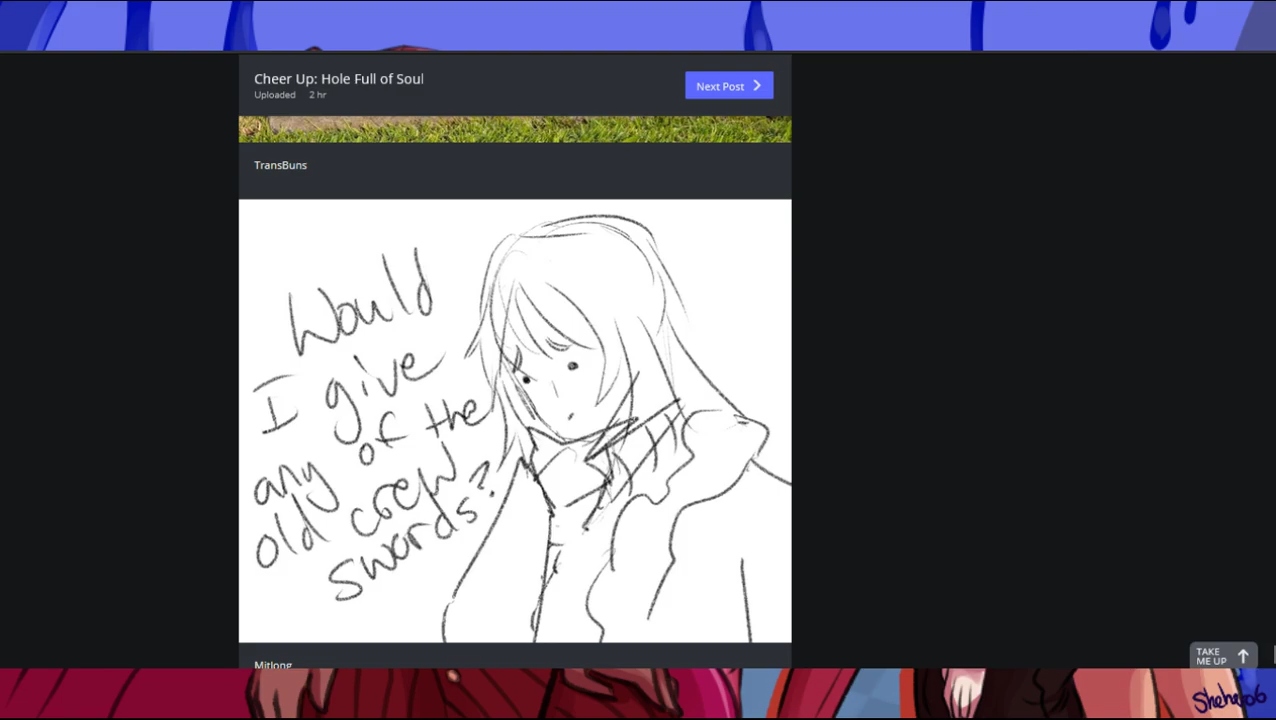 Cheer Up: Hole Full of Soul
Uploaded 2 hr
Next Post
TransBuns
Would
I give
any of the
old crew
swords?
Mitlong
TAKE
ME UP